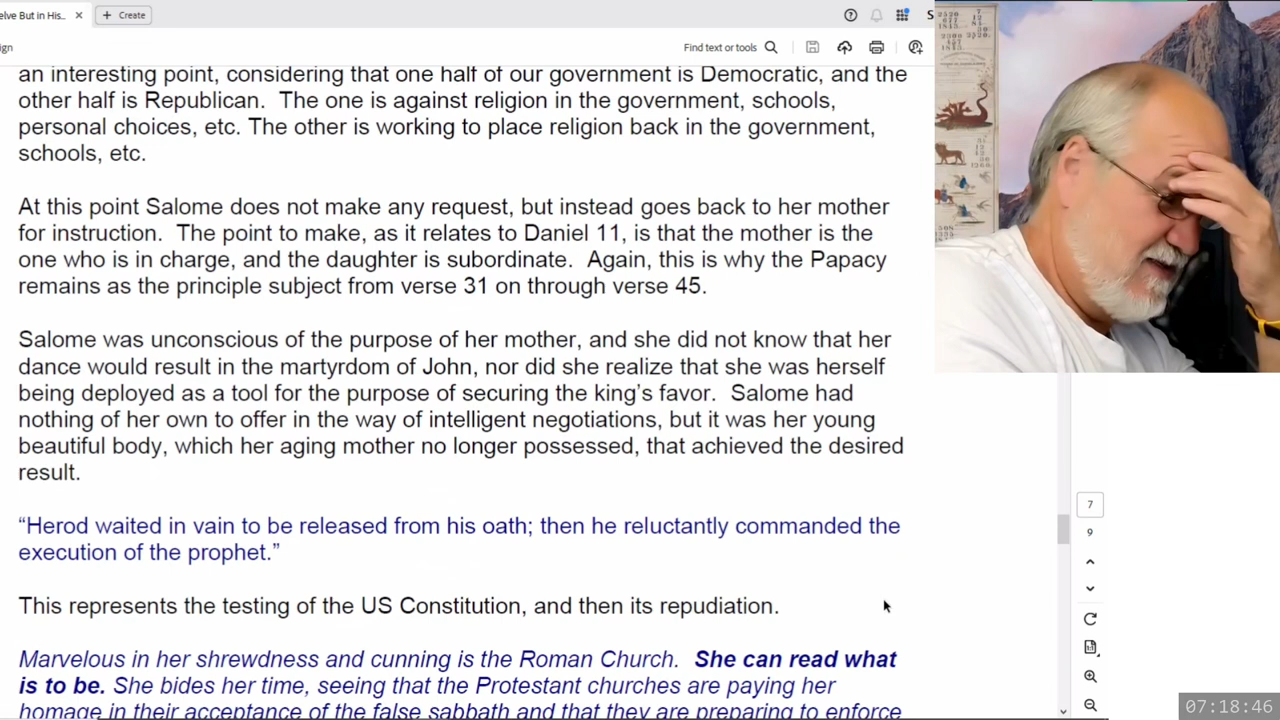 elve But in His..
Create
S
ign
Find text or tools
an interesting point, considering that one half of our government is Democratic, and the
other half is Republican. The one is against religion in the government, schools,
personal choices, etc. The other is working to place religion back in the government,
schools, etc.
At this point Salome does not make any request, but instead goes back to her mother
for instruction. The point to make, as it relates to Daniel 11, is that the mother is the
one who is in charge, and the daughter is subordinate. Again, this is why the Papacy
remains as the principle subject from verse 31 on through verse 45.
Salome was unconscious of the purpose of her mother, and she did not know that her
dance would result in the martyrdom of John, nor did she realize that she was herself
being deployed as a tool for the purpose of securing the king’s favor. Salome had
nothing of her own to offer in the way of intelligent negotiations, but it was her young
beautiful body, which her aging mother no longer possessed, that achieved the desired
result.
“Herod waited in vain to be released from his oath; then he reluctantly commanded the
execution of the prophet.”
This represents the testing of the US Constitution, and then its repudiation.
Marvelous in her shrewdness and cunning is the Roman Church. She can read what
is to be. She bides her time, seeing that the Protestant churches are paying her
homage in their acceptance of the false sabbath and that they are preparing to enforce
7
9
07:18:46